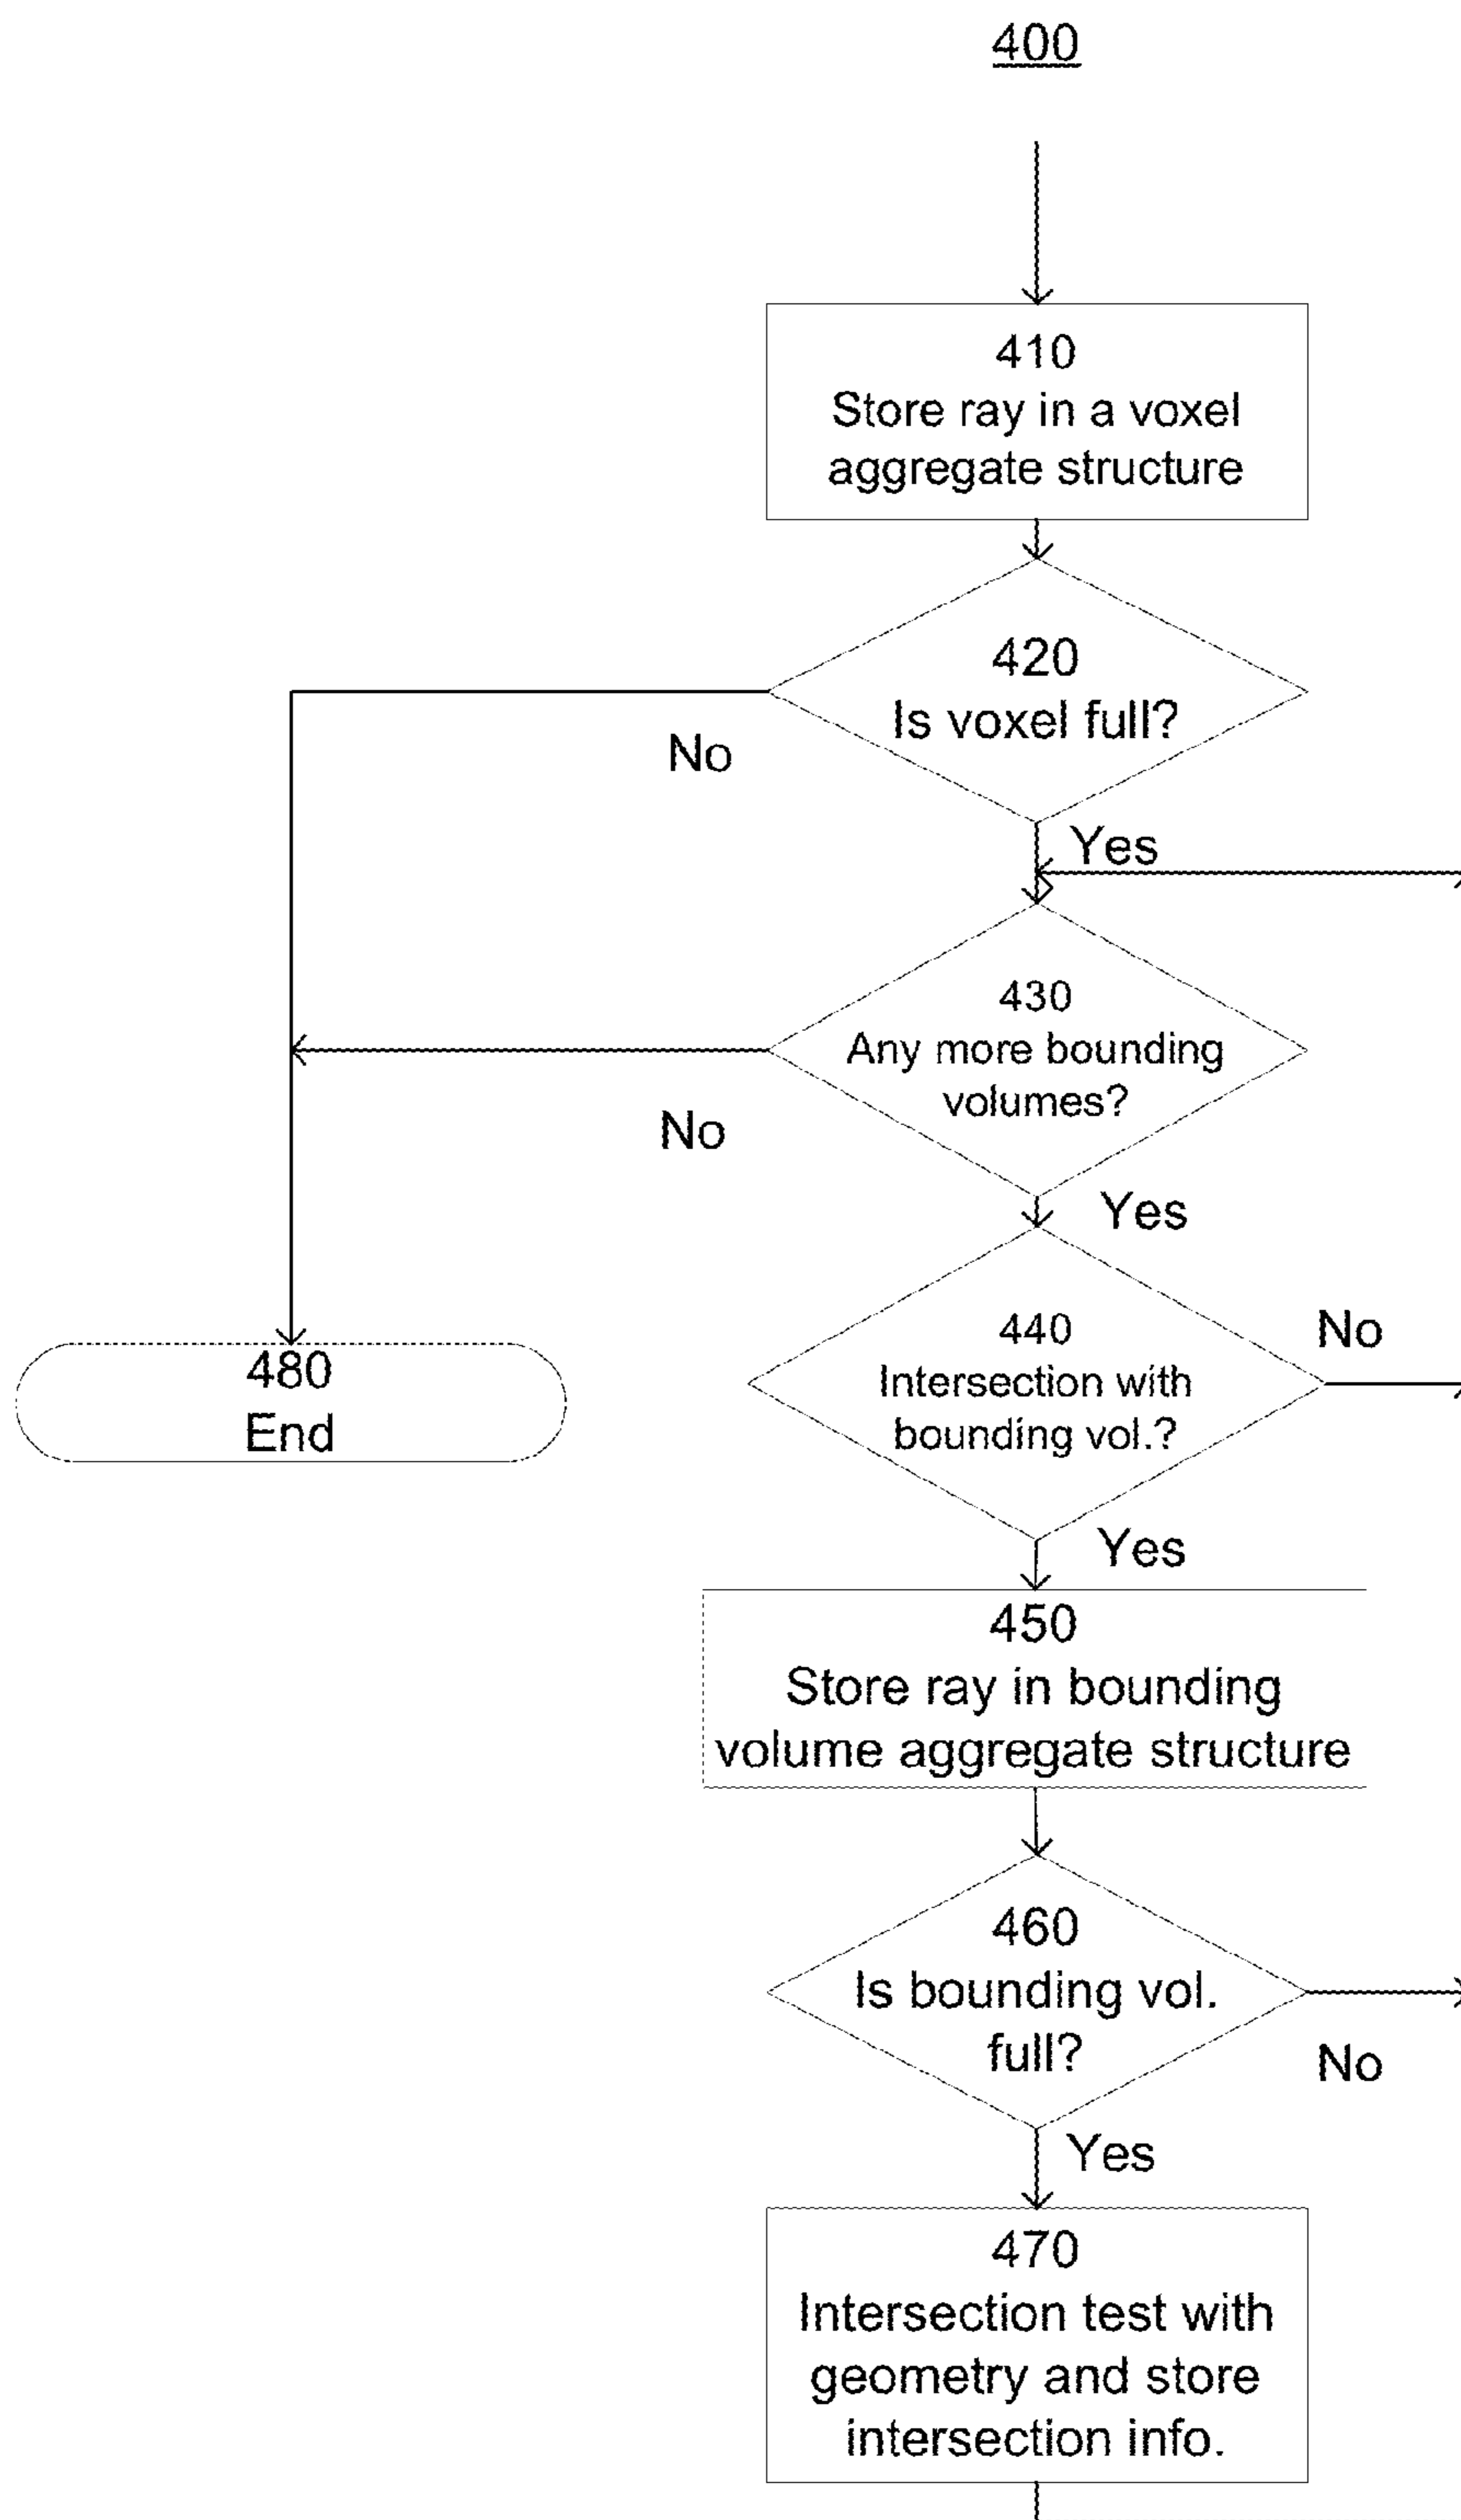 400
410
Store ray in a voxel
aggregate structure
420
Is voxel full?
No
Yes
430
Any more bounding
volumes?
No
Yes
440
Intersection with
bounding vol.?
No
480
End
Yes
450
Store ray in bounding
volume aggregate structure
460
Is bounding vol.
full?
No
Yes
470
Intersection test with
geometry and store
intersection info.